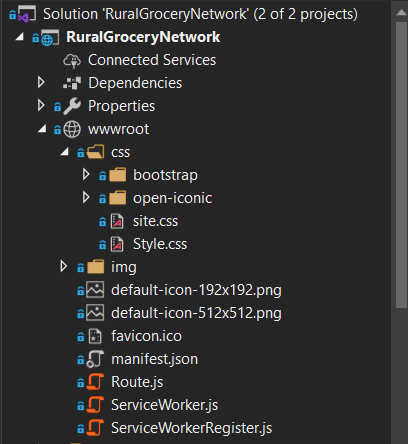 Solution 'RuralGroceryNetwork' (2 of 2 projects)
RuralGroceryNetwork
Connected Services
Dependencies
Properties
wwwroot
css
bootstrap
open-iconic
site.css
Style.css
img
default-icon-192x192.png
default-icon-512x512.png
favicon.ico
manifest.json
Route.js
ServiceWorker.js
ServiceWorkerRegister.js